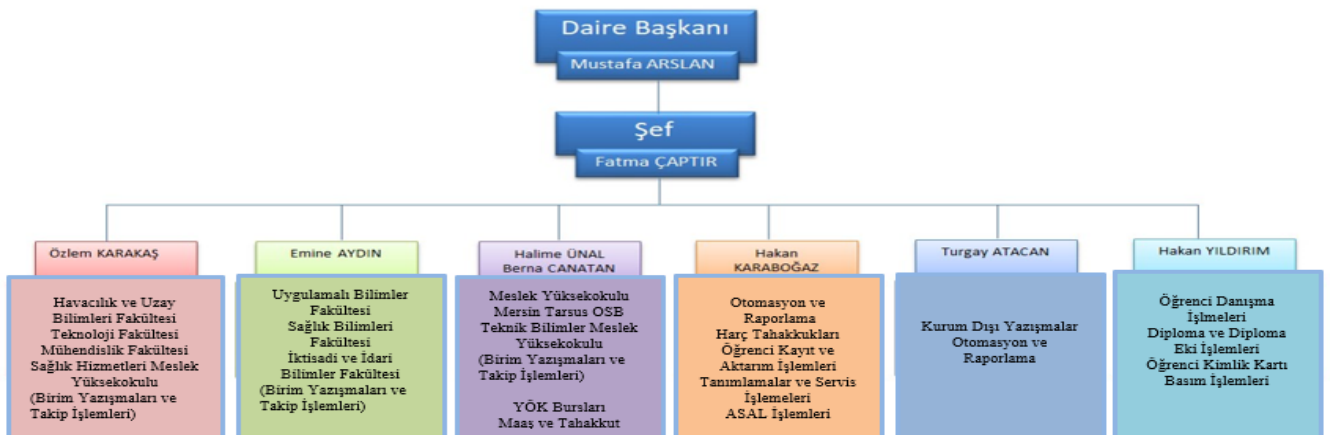 Daire Başkanı
Mustafa ARSLAN
Şef
Fatma ÇAPTIR
Özlem KARAKAŞ
Havacılık ve Uzay
Bilimleri Fakültesi
Teknoloji Fakültesi
Mühendislik Fakültesi
Sağlık Hizmetleri Meslek
Yüksekokulu
(Birim Yazışmaları ve
Takip İşlemleri)
Emine AYDIN
Uygulamalı Bilimler
Fakültesi
Sağlık Bilimleri
Fakültesi
İktisadi ve İdari
Bilimler Fakültesi
(Birim Yazışmaları ve
Takip İşlemleri)
Halime ÜNAL
Berna CANATAN
Meslek Yüksekokulu
Mersin Tarsus OSB
Teknik Bilimler Meslek
Yüksekokulu
(Birim Yazışmaları ve
Takip İşlemleri)
YÖK Bursları
Maaş ve Tahakkut
Hakan
KARABOĞAZ
Otomasyon ve
Raporlama
Harç Tahakkukları
Öğrenci Kayıt ve
Aktarım İşlemleri
Tanımlamalar ve Servis
İşlemeleri
ASAL İşlemleri
Turgay ATACAN
Kurum Dışı Yazışmalar
Otomasyon ve
Raporlama
Hakan YILDIRIM
Öğrenci Danışma
İşlmeleri
Diploma ve Diploma
Eki İşlemleri
Öğrenci Kimlik Kartı
Basım İşlemleri